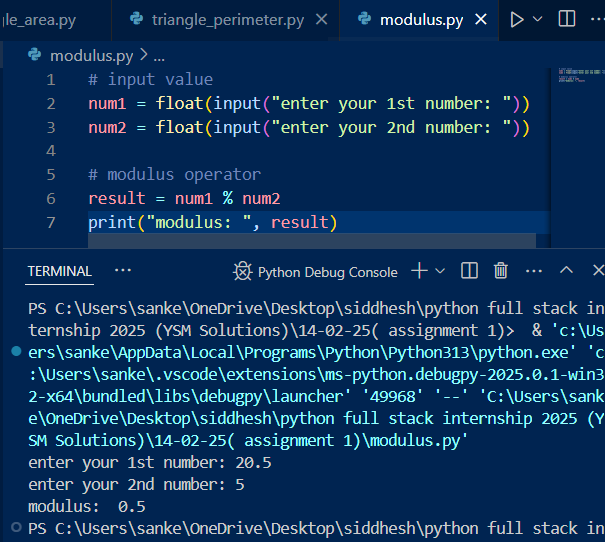 le_area.py triangle_perimeter.py modulus.py
modulus.py > ...
1 # input value
2 num1 = float(input("enter your 1st number: "))
3 num2 = float(input("enter your 2nd number: "))
4
5 # modulus operator
6 result = num1 % num2
7 print("modulus: ", result)
TERMINAL ... Python Debug Console
PS C:\Users\sanke\OneDrive\Desktop\siddhesh\python full stack in
ternship 2025 (YSM Solutions)\14-02-25( assignment 1)>  & 'c:\Us
ers\sanke\AppData\Local\Programs\Python\Python313\python.exe' 'c
:\Users\sanke\.vscode\extensions\ms-python.debugpy-2025.0.1-win3
2-x64\bundled\libs\debugpy\launcher' '49968' '--' 'C:\Users\sank
e\OneDrive\Desktop\siddhesh\python full stack internship 2025 (Y
SM Solutions)\14-02-25( assignment 1)\modulus.py'
enter your 1st number: 20.5
enter your 2nd number: 5
modulus:  0.5
PS C:\Users\sanke\OneDrive\Desktop\siddhesh\python full stack in